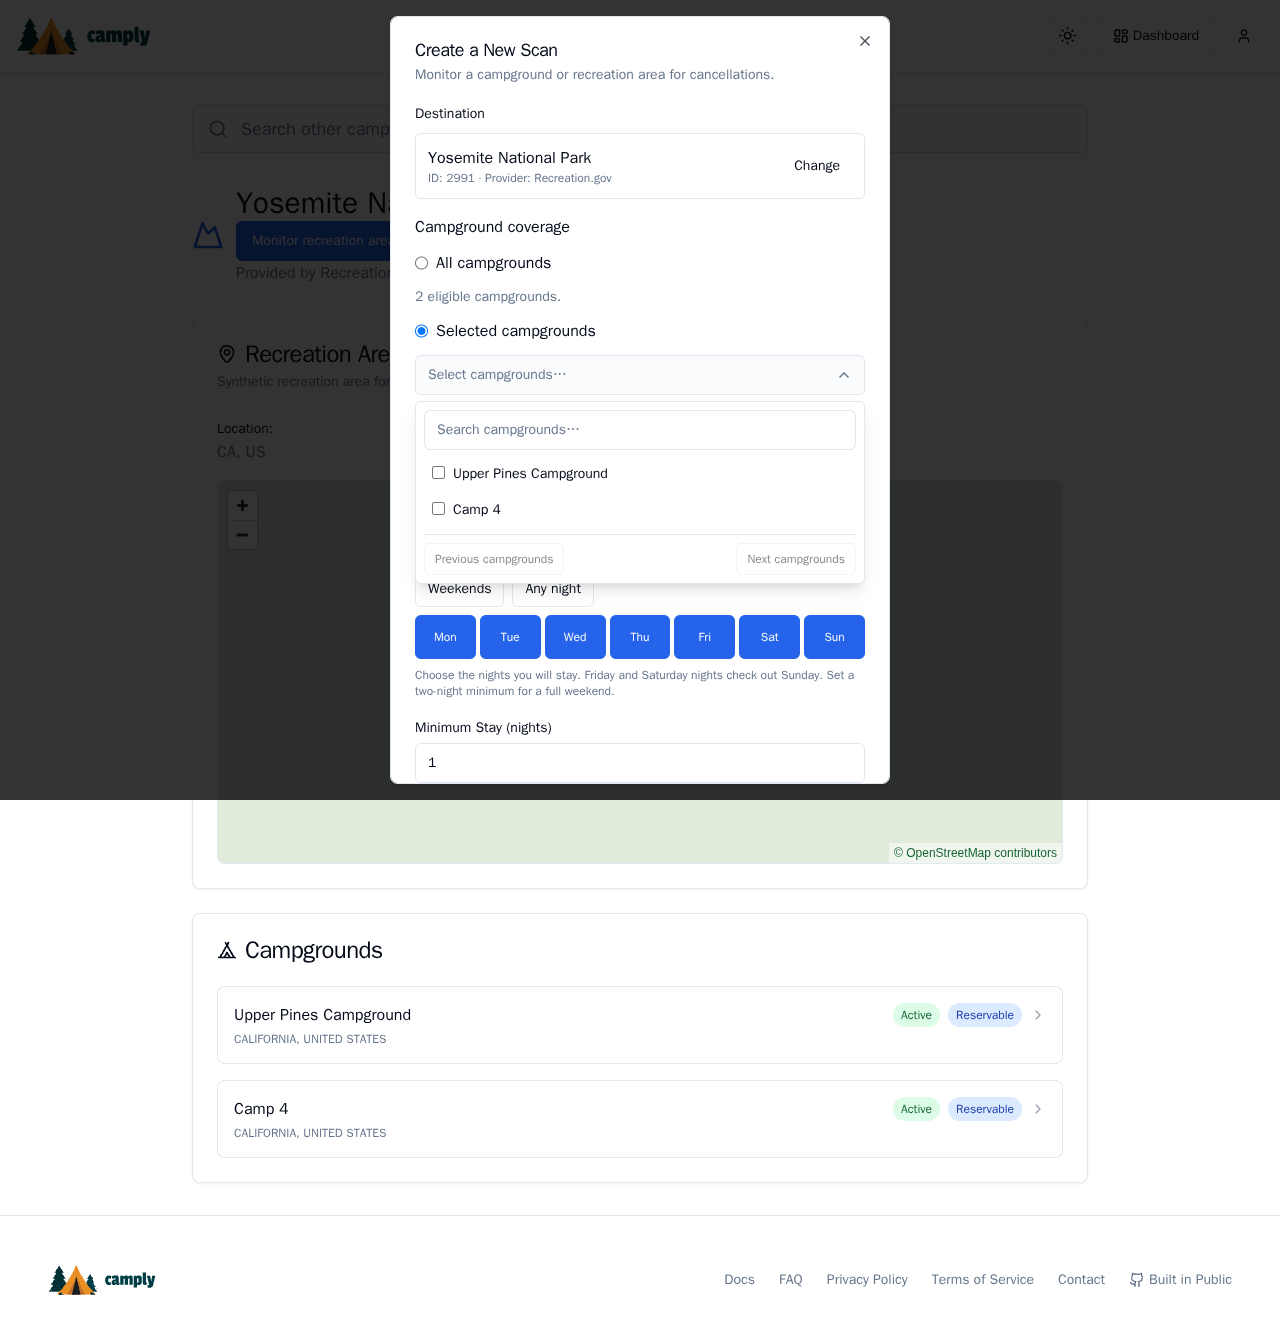 camply
Dashboard
Search other camp
Yosemite Na
Monitor recreation area
Provided by Recreation
Recreation Are
Synthetic recreation area for
Location:
CA, US
+
−
Create a New Scan
Monitor a campground or recreation area for cancellations.
Destination
Yosemite National Park
ID: 2991 · Provider: Recreation.gov
Change
Campground coverage
All campgrounds
2 eligible campgrounds.
Selected campgrounds
Select campgrounds…
Search campgrounds…
Upper Pines Campground
Camp 4
Previous campgrounds
Next campgrounds
Weekends
Any night
Mon Tue Wed Thu Fri Sat Sun
Choose the nights you will stay. Friday and Saturday nights check out Sunday. Set a
two-night minimum for a full weekend.
Minimum Stay (nights)
1
© OpenStreetMap contributors
Campgrounds
Upper Pines Campground
Active Reservable
CALIFORNIA, UNITED STATES
Camp 4
Active Reservable
CALIFORNIA, UNITED STATES
camply
Docs FAQ Privacy Policy Terms of Service Contact Built in Public